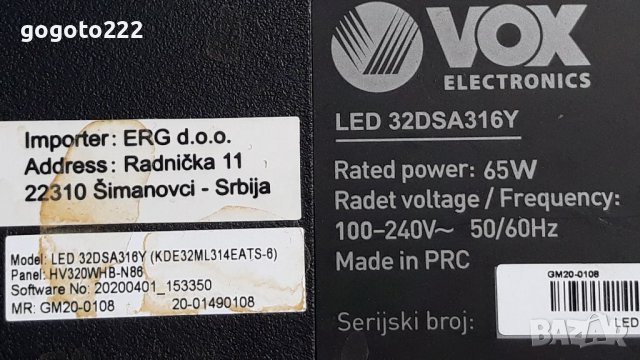 gogoto222
Importer: ERG d.o.o.
Address: Radnička 11
22310 Šimanovci - Srbija
Model: LED 32DSA316Y (KDE32ML314EATS-6)
Panel: HV320WHB-N86
Software No: 20200401_153350
MR: GM20-0108 20-01490108
VOX
ELECTRONICS
LED 32DSA316Y
Rated power: 65W
Radet voltage / Frequency:
100-240V~ 50/60Hz
Made in PRC
GM20-0108
Serijski broj:
LED
bazar